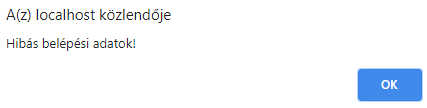 A(z) localhost közlendője
Hibás belépési adatok!
OK